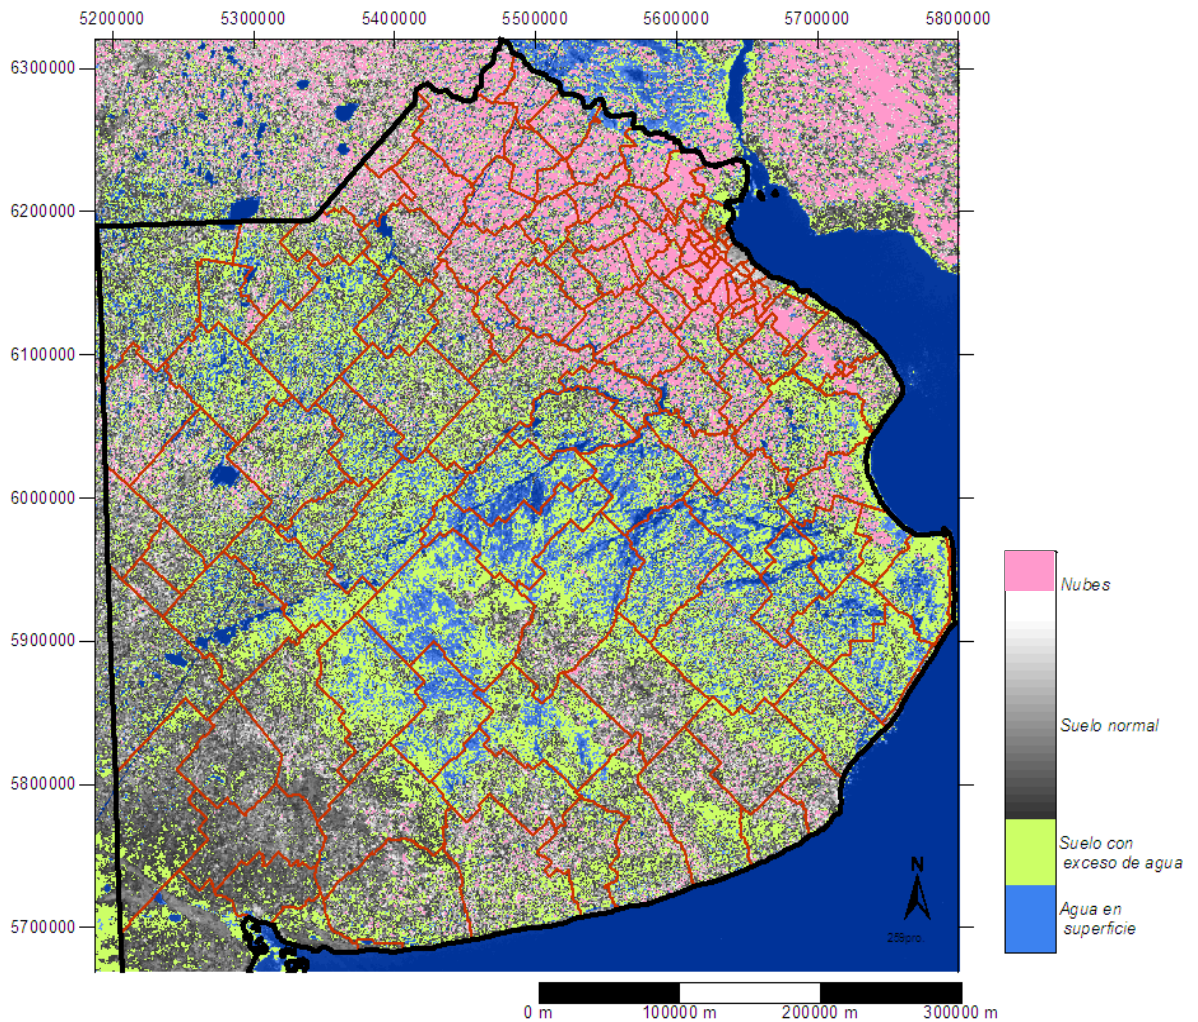 5200000 5300000 5400000 5500000 5600000 5700000 5800000
6300000
6200000
6100000
6000000
5900000
5800000
5700000
Nubes
Suelo normal
Suelo con
exceso de agua
Agua en
superficie
N
259pro.
0 m 100000 m 200000 m 300000 m